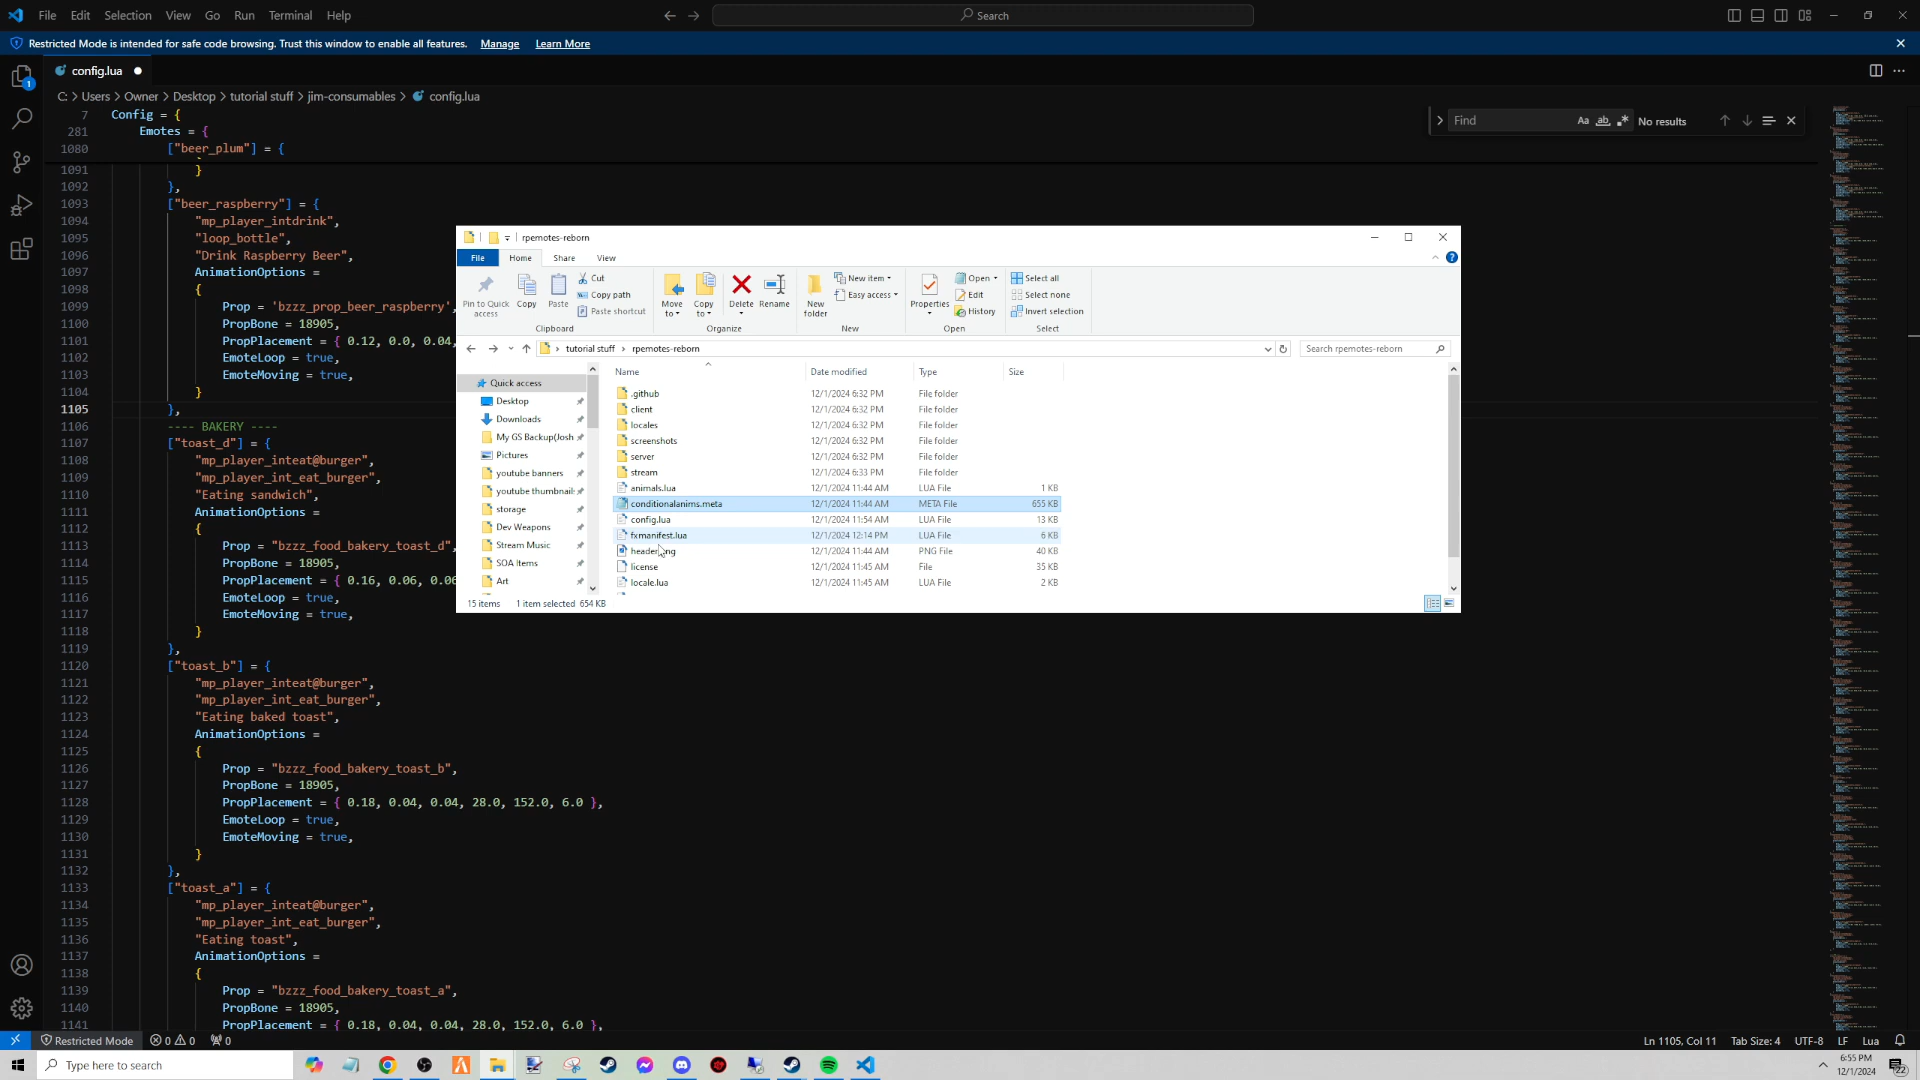 File Edit Selection View Go Run Terminal Help
Search
Restricted Mode is intended for safe code browsing. Trust this window to enable all features. Manage Learn More
config.lua
C: > Users > Owner > Desktop > tutorial stuff > jim-consumables > config.lua
7 Config = {
281 Emotes = {
1080 ["beer_plum"] = {
Find
Aa
ab
No results
1091 }
1092 },
1093 ["beer_raspberry"] = {
1094 "mp_player_intdrink",
1095 "loop_bottle",
1096 "Drink Raspberry Beer",
1097 AnimationOptions =
1098 {
1099 Prop = 'bzzz_prop_beer_raspberry',
1100 PropBone = 18905,
1101 PropPlacement = { 0.12, 0.0, 0.04,
1102 EmoteLoop = true,
1103 EmoteMoving = true,
1104 }
1105 },
1106 ---- BAKERY ----
1107 ["toast_d"] = {
1108 "mp_player_inteat@burger",
1109 "mp_player_int_eat_burger",
1110 "Eating sandwich",
1111 AnimationOptions =
1112 {
1113 Prop = "bzzz_food_bakery_toast_d",
1114 PropBone = 18905,
1115 PropPlacement = { 0.16, 0.06, 0.06
1116 EmoteLoop = true,
1117 EmoteMoving = true,
1118 }
1119 },
1120 ["toast_b"] = {
1121 "mp_player_inteat@burger",
1122 "mp_player_int_eat_burger",
1123 "Eating baked toast",
1124 AnimationOptions =
1125 {
1126 Prop = "bzzz_food_bakery_toast_b",
1127 PropBone = 18905,
1128 PropPlacement = { 0.18, 0.04, 0.04, 28.0, 152.0, 6.0 },
1129 EmoteLoop = true,
1130 EmoteMoving = true,
1131 }
1132 },
1133 ["toast_a"] = {
1134 "mp_player_inteat@burger",
1135 "mp_player_int_eat_burger",
1136 "Eating toast",
1137 AnimationOptions =
1138 {
1139 Prop = "bzzz_food_bakery_toast_a",
1140 PropBone = 18905,
1141 PropPlacement = { 0.18, 0.04, 0.04, 28.0, 152.0, 6.0 },
rpemotes-reborn
File Home Share View
Pin to Quick access
Copy
Paste
Cut
Copy path
Paste shortcut
Clipboard
Move to
Copy to
Delete
Rename
Organize
New folder
New item
Easy access
New
Properties
Open
Edit
History
Open
Select all
Select none
Invert selection
Select
tutorial stuff > rpemotes-reborn
Search rpemotes-reborn
Quick access
Desktop
Downloads
My GS Backup(Josh
Pictures
youtube banners
youtube thumbnail:
storage
Dev Weapons
Stream Music
SOA Items
Art
Name Date modified Type Size
.github 12/1/2024 6:32 PM File folder
client 12/1/2024 6:32 PM File folder
locales 12/1/2024 6:32 PM File folder
screenshots 12/1/2024 6:32 PM File folder
server 12/1/2024 6:32 PM File folder
stream 12/1/2024 6:33 PM File folder
animals.lua 12/1/2024 11:44 AM LUA File 1 KB
conditionalanims.meta 12/1/2024 11:44 AM META File 655 KB
config.lua 12/1/2024 11:54 AM LUA File 13 KB
fxmanifest.lua 12/1/2024 12:14 PM LUA File 6 KB
header.png 12/1/2024 11:44 AM PNG File 40 KB
license 12/1/2024 11:45 AM File 35 KB
locale.lua 12/1/2024 11:45 AM LUA File 2 KB
15 items 1 item selected 654 KB
Restricted Mode 0 0 0
Ln 1105, Col 11 Tab Size: 4 UTF-8 LF Lua
Type here to search
6:55 PM
12/1/2024
22